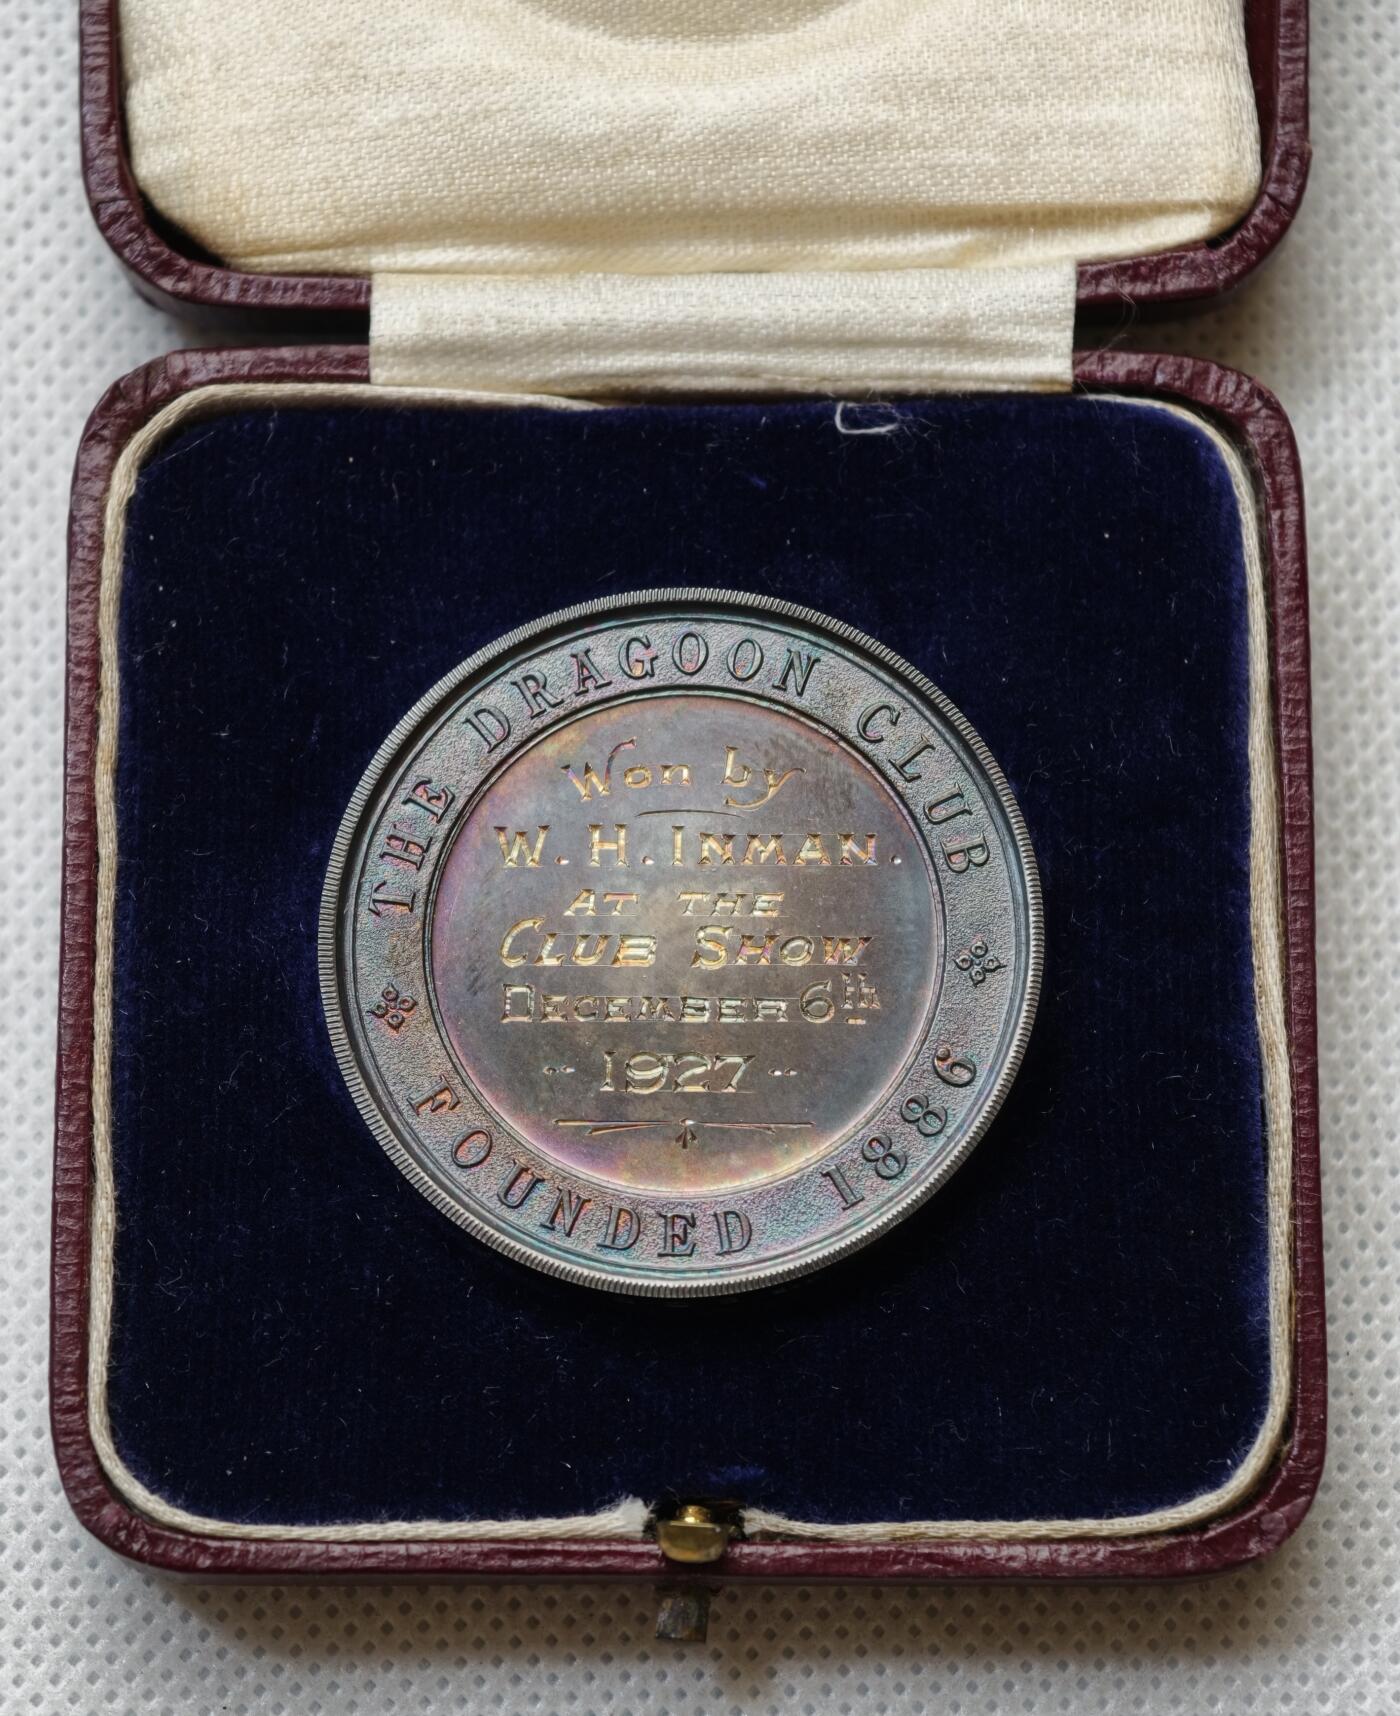 THE DRAGOON CLUB
Won by
W. H. INMAN.
AT THE
CLUB SHOW
DECEMBER 6th
1927
FOUNDED 1886